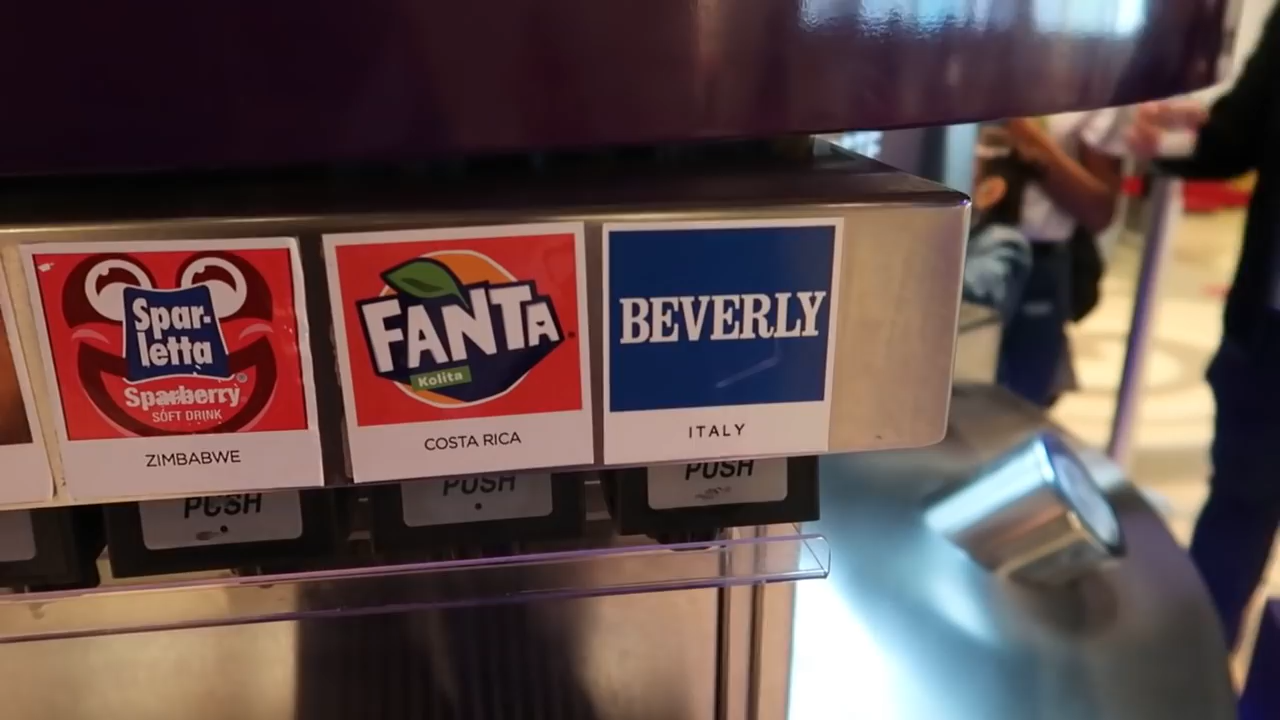 Spar-
letta
Sparberry®
SOFT DRINK
ZIMBABWE
FANTA
Kolita
COSTA RICA
BEVERLY
ITALY
PUSH
PUSH
PUSH